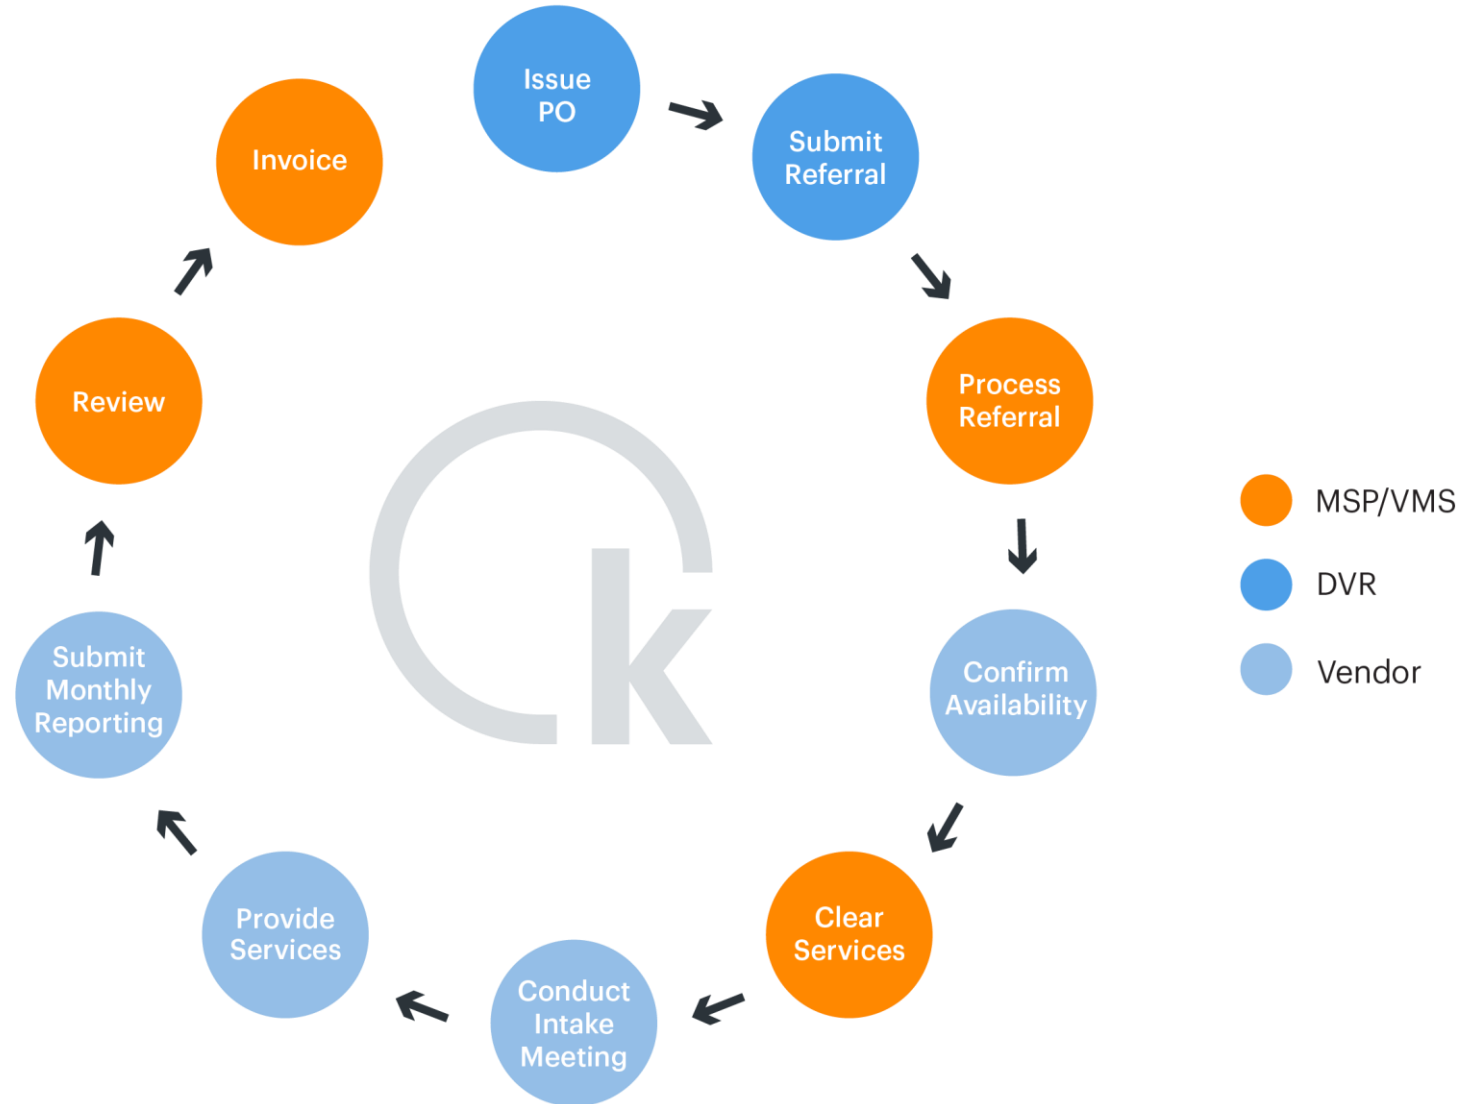 Issue
PO
Submit
Referral
Process
Referral
Confirm
Availability
Clear
Services
Conduct
Intake
Meeting
Provide
Services
Submit
Monthly
Reporting
Review
Invoice
k
MSP/VMS
DVR
Vendor